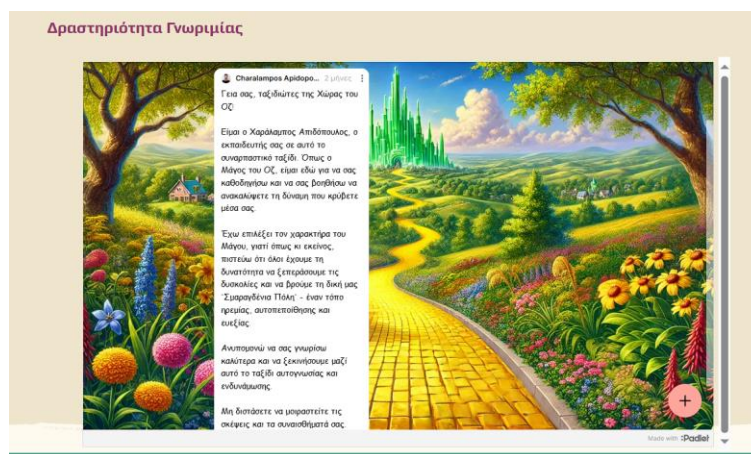 Δραστηριότητα Γνωριμίας
Charalampos Apidopo... 2 μήνες
Γεια σας, ταξιδιώτες της Χώρας του
Οζ!
Είμαι ο Χαράλαμπος Απιδόπουλος, ο
εκπαιδευτής σας σε αυτό το
συναρπαστικό ταξίδι. Όπως ο
Μάγος του Οζ, είμαι εδώ για να σας
καθοδηγήσω και να σας βοηθήσω να
ανακαλύψετε τη δύναμη που κρύβετε
μέσα σας.
Έχω επιλέξει τον χαρακτήρα του
Μάγου, γιατί όπως κι εκείνος,
πιστεύω ότι όλοι έχουμε τη
δυνατότητα να ξεπεράσουμε τις
δυσκολίες και να βρούμε τη δική μας
"Σμαραγδένια Πόλη" - έναν τόπο
ηρεμίας, αυτοπεποίθησης και
ευεξίας.
Ανυπομονώ να σας γνωρίσω
καλύτερα και να ξεκινήσουμε μαζί
αυτό το ταξίδι αυτογνωσίας και
ενδυνάμωσης.
Μη διστάσετε να μοιραστείτε τις
σκέψεις και τα συναισθήματά σας.
Made with :Padlet